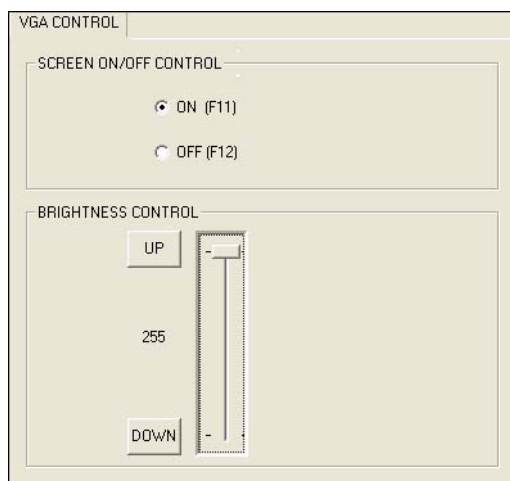 VGA CONTROL
SCREEN ON/OFF CONTROL
ON (F11)
OFF (F12)
BRIGHTNESS CONTROL
UP
255
DOWN